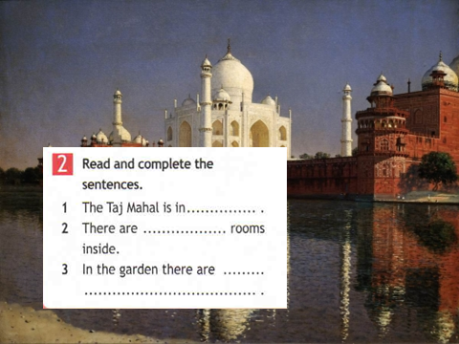 2 Read and complete the
sentences.
1 The Taj Mahal is in............... .
2 There are .................. rooms
inside.
3 In the garden there are .........
..................................... .